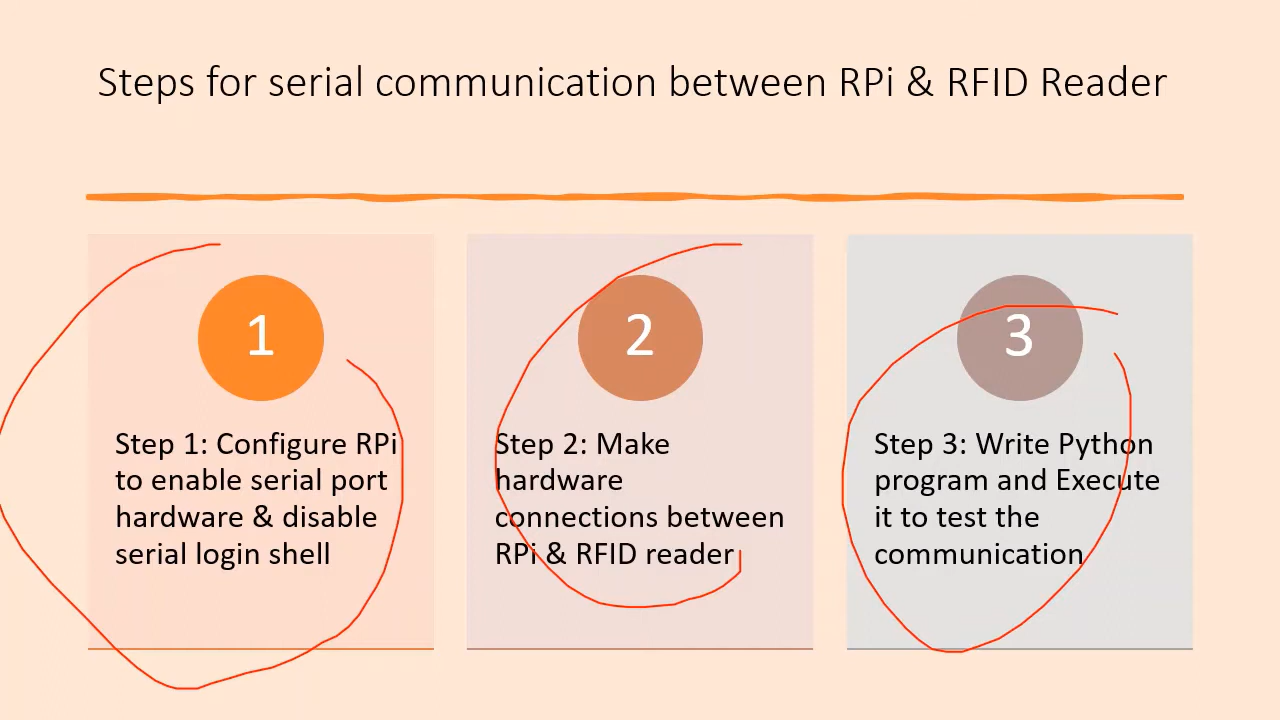 Steps for serial communication between RPi & RFID Reader
1
Step 1: Configure RPi
to enable serial port
hardware & disable
serial login shell
2
Step 2: Make
hardware
connections between
RPi & RFID reader
3
Step 3: Write Python
program and Execute
it to test the
communication